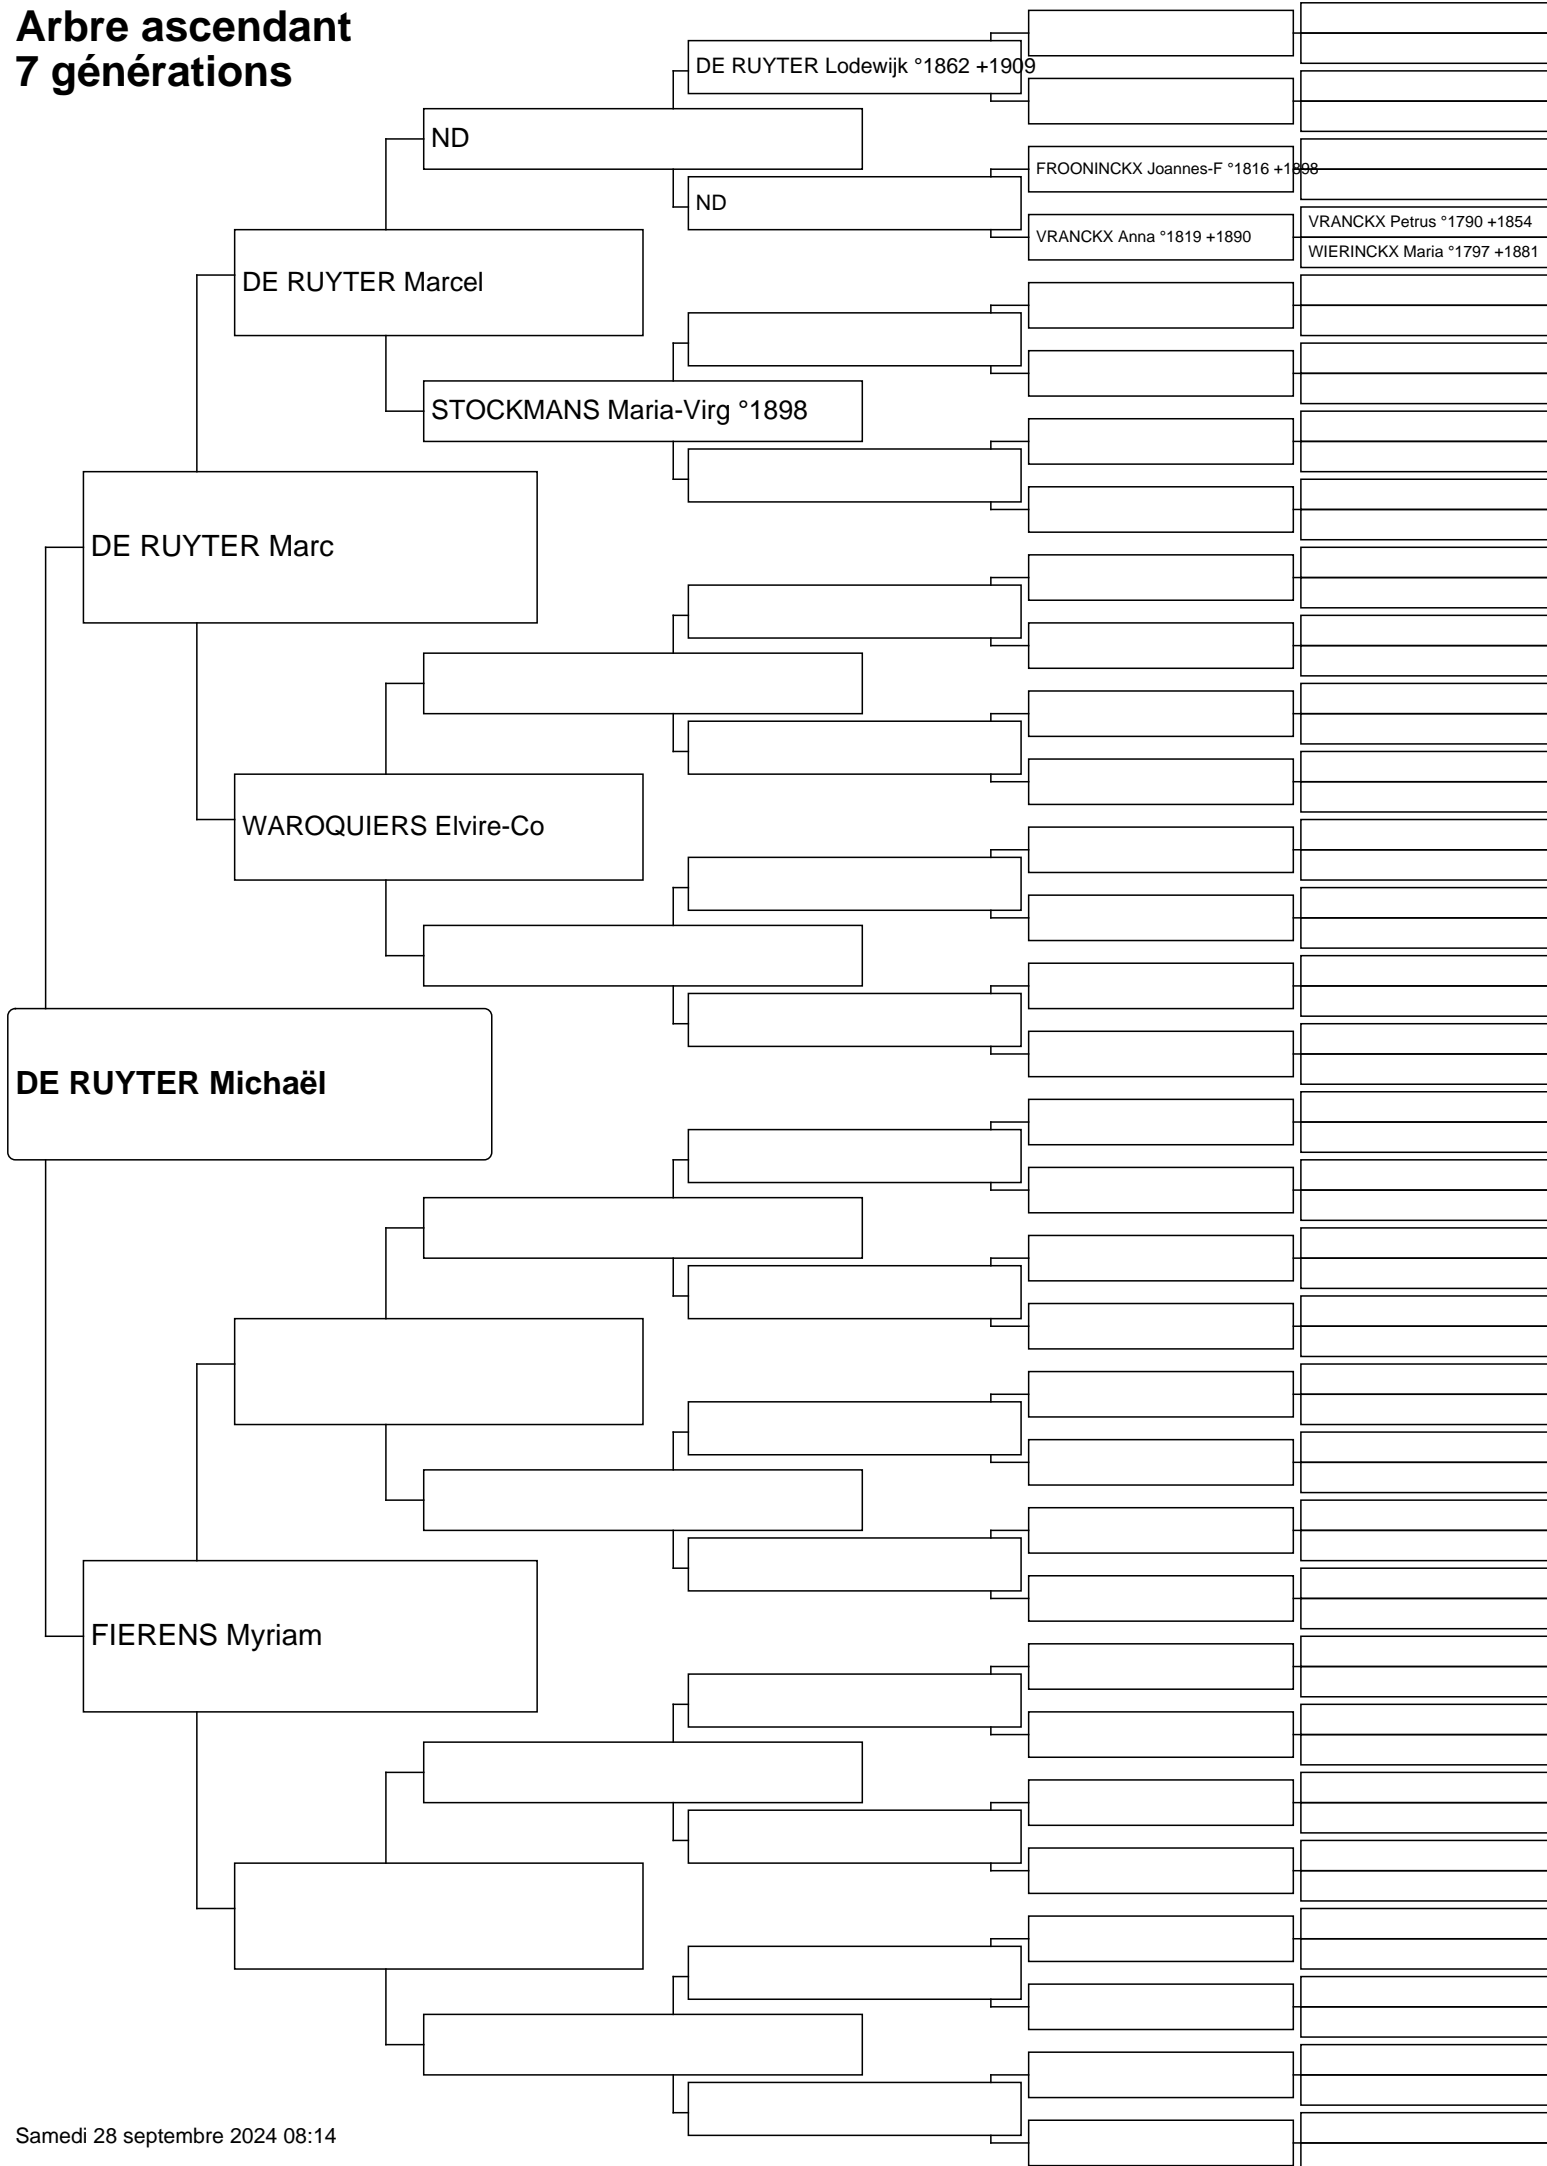 Arbre ascendant
7 générations
DE RUYTER Lodewijk °1862 +1909
ND
FROONINCKX Joannes-F °1816 +1898
ND
VRANCKX Petrus °1790 +1854
VRANCKX Anna °1819 +1890
WIERINCKX Maria °1797 +1881
DE RUYTER Marcel
STOCKMANS Maria-Virg °1898
DE RUYTER Marc
WAROQUIERS Elvire-Co
DE RUYTER Michaël
FIERENS Myriam
Samedi 28 septembre 2024 08:14